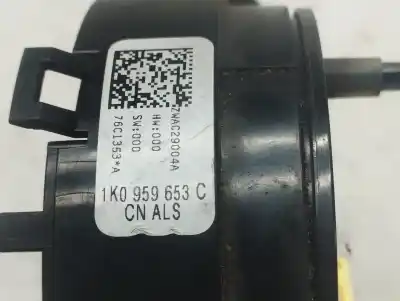 ZWAC29004A
HW:000
SW:000
76C1353*A
1K0 959 653 C
CN ALS